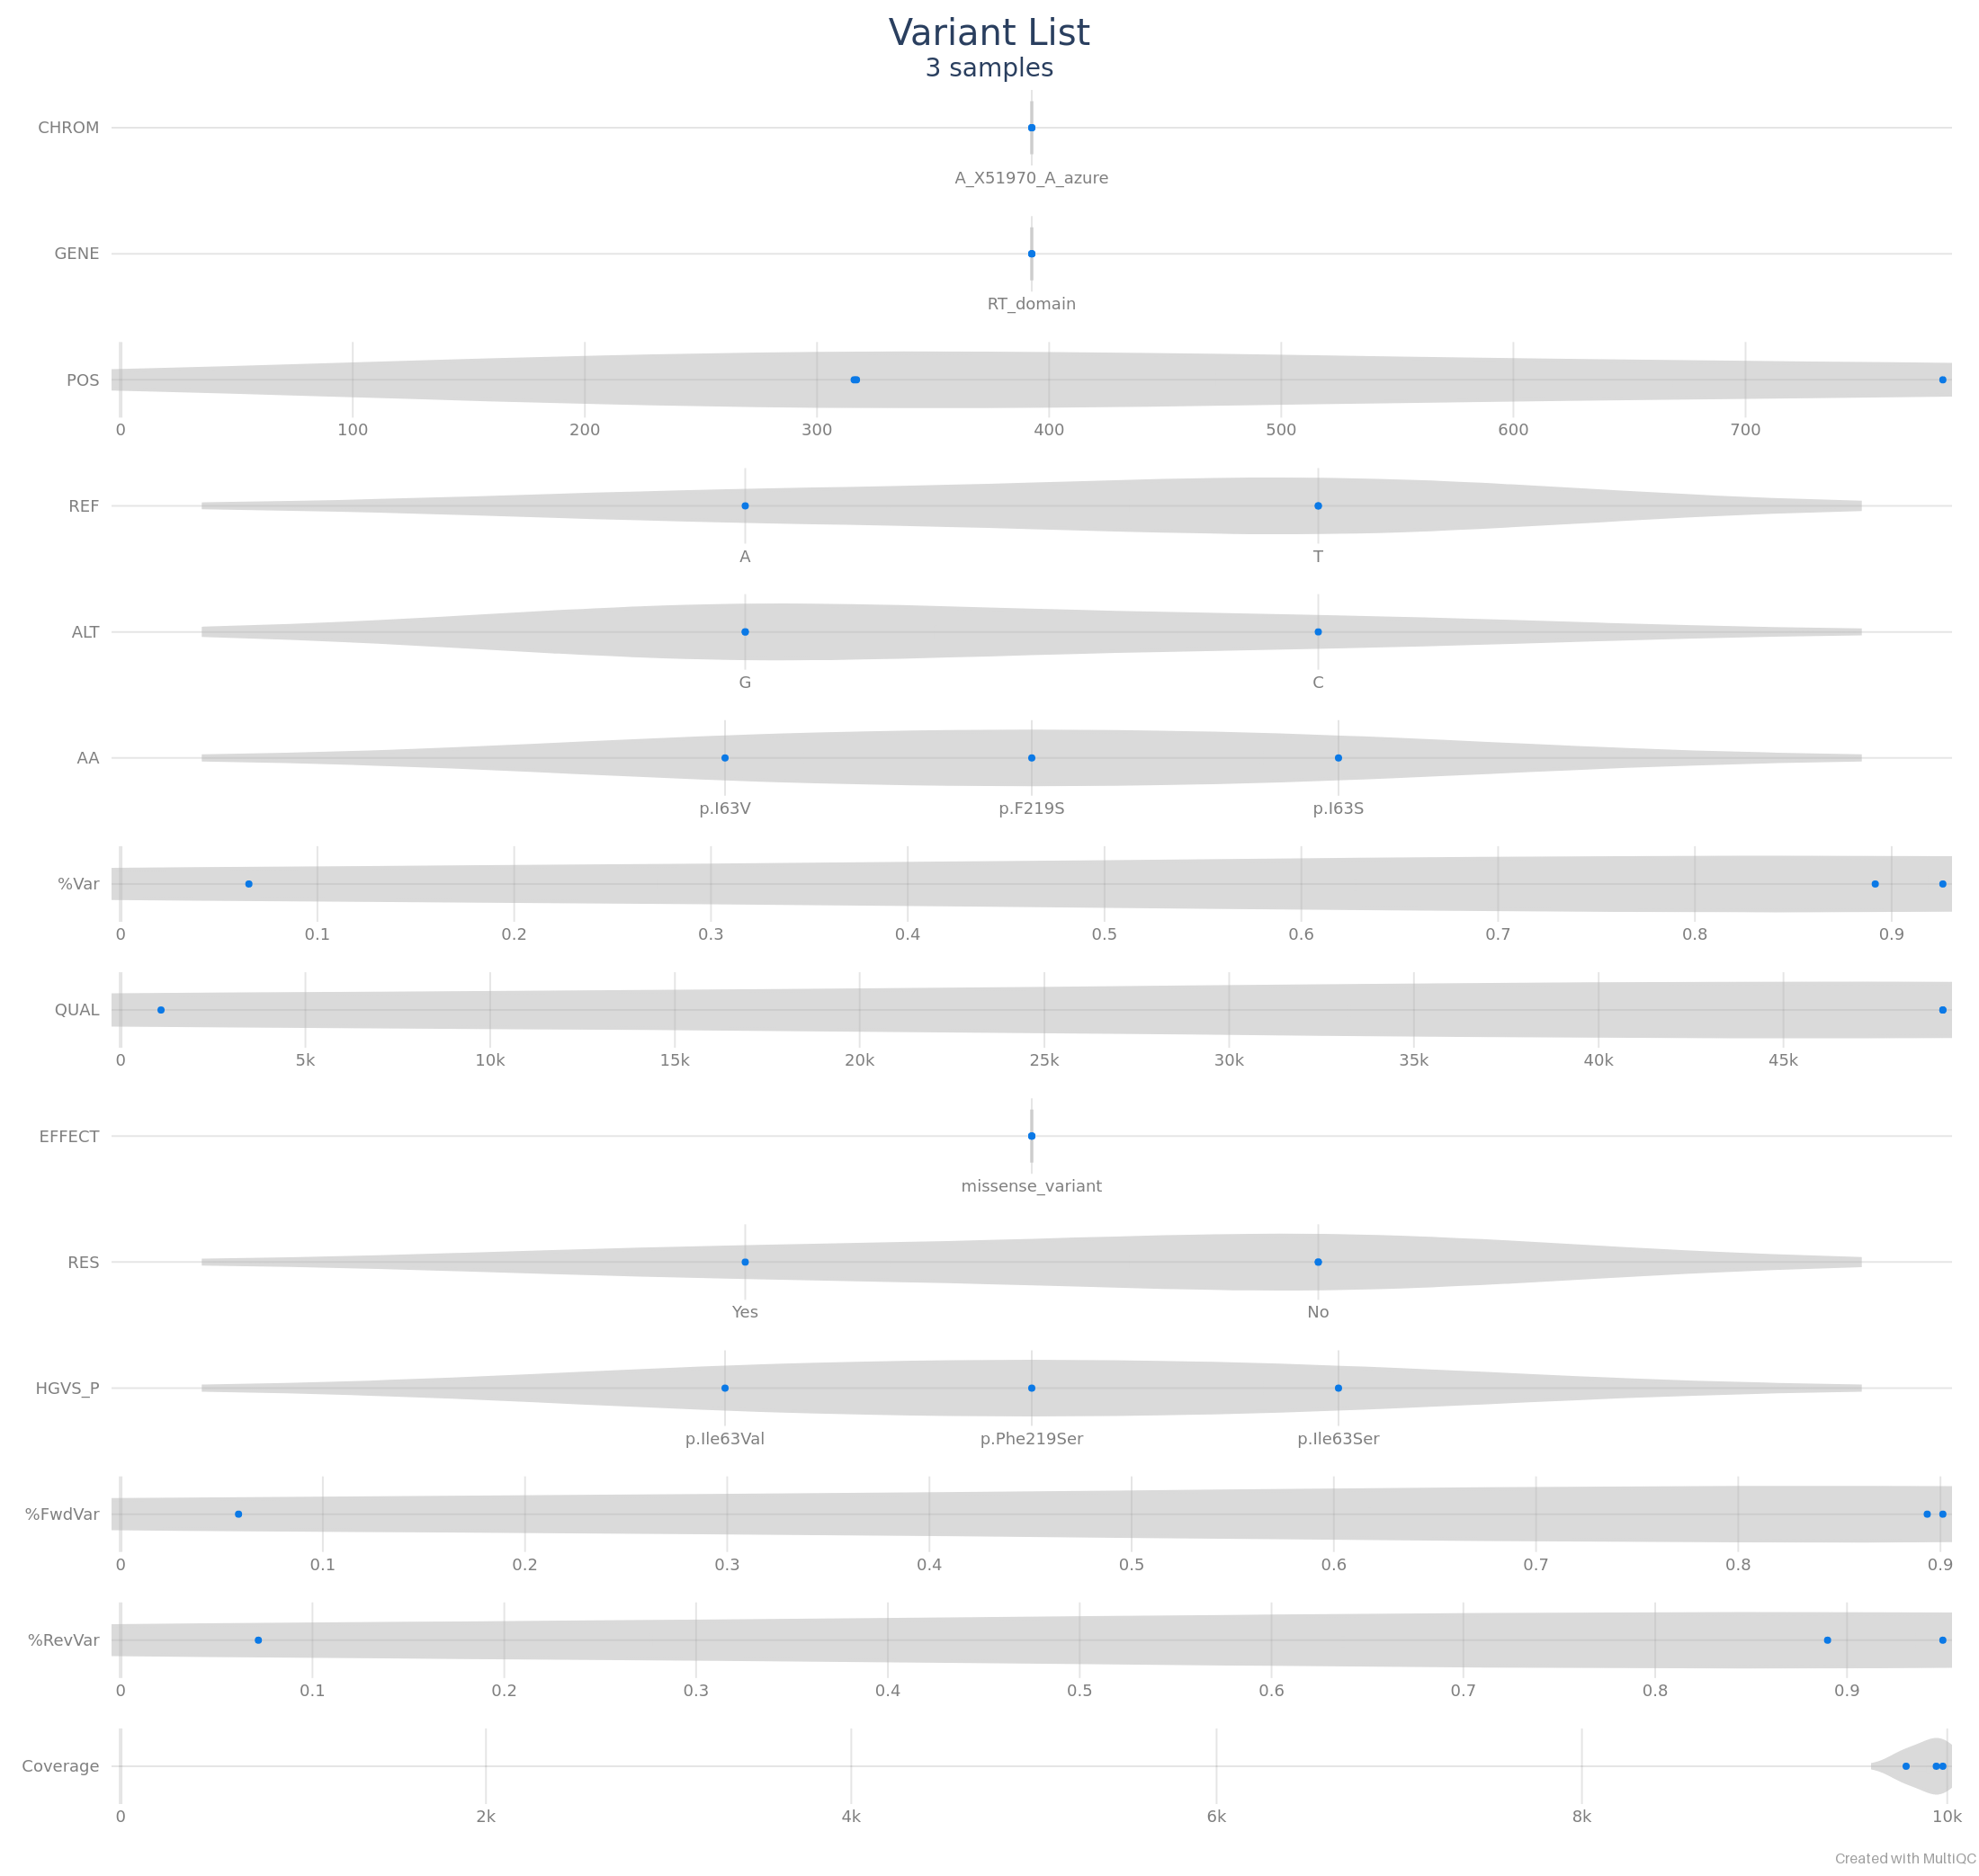 Variant List
3 samples
CHROM
A_X51970_A_azure
GENE
RT_domain
POS
0 100 200 300 400 500 600 700
REF
A T
ALT
G C
AA
p.I63V p.F219S p.I63S
%Var
0 0.1 0.2 0.3 0.4 0.5 0.6 0.7 0.8 0.9
QUAL
0 5k 10k 15k 20k 25k 30k 35k 40k 45k
EFFECT
missense_variant
RES
Yes No
HGVS_P
p.Ile63Val p.Phe219Ser p.Ile63Ser
%FwdVar
0 0.1 0.2 0.3 0.4 0.5 0.6 0.7 0.8 0.9
%RevVar
0 0.1 0.2 0.3 0.4 0.5 0.6 0.7 0.8 0.9
Coverage
0 2k 4k 6k 8k 10k
Created with MultiQC